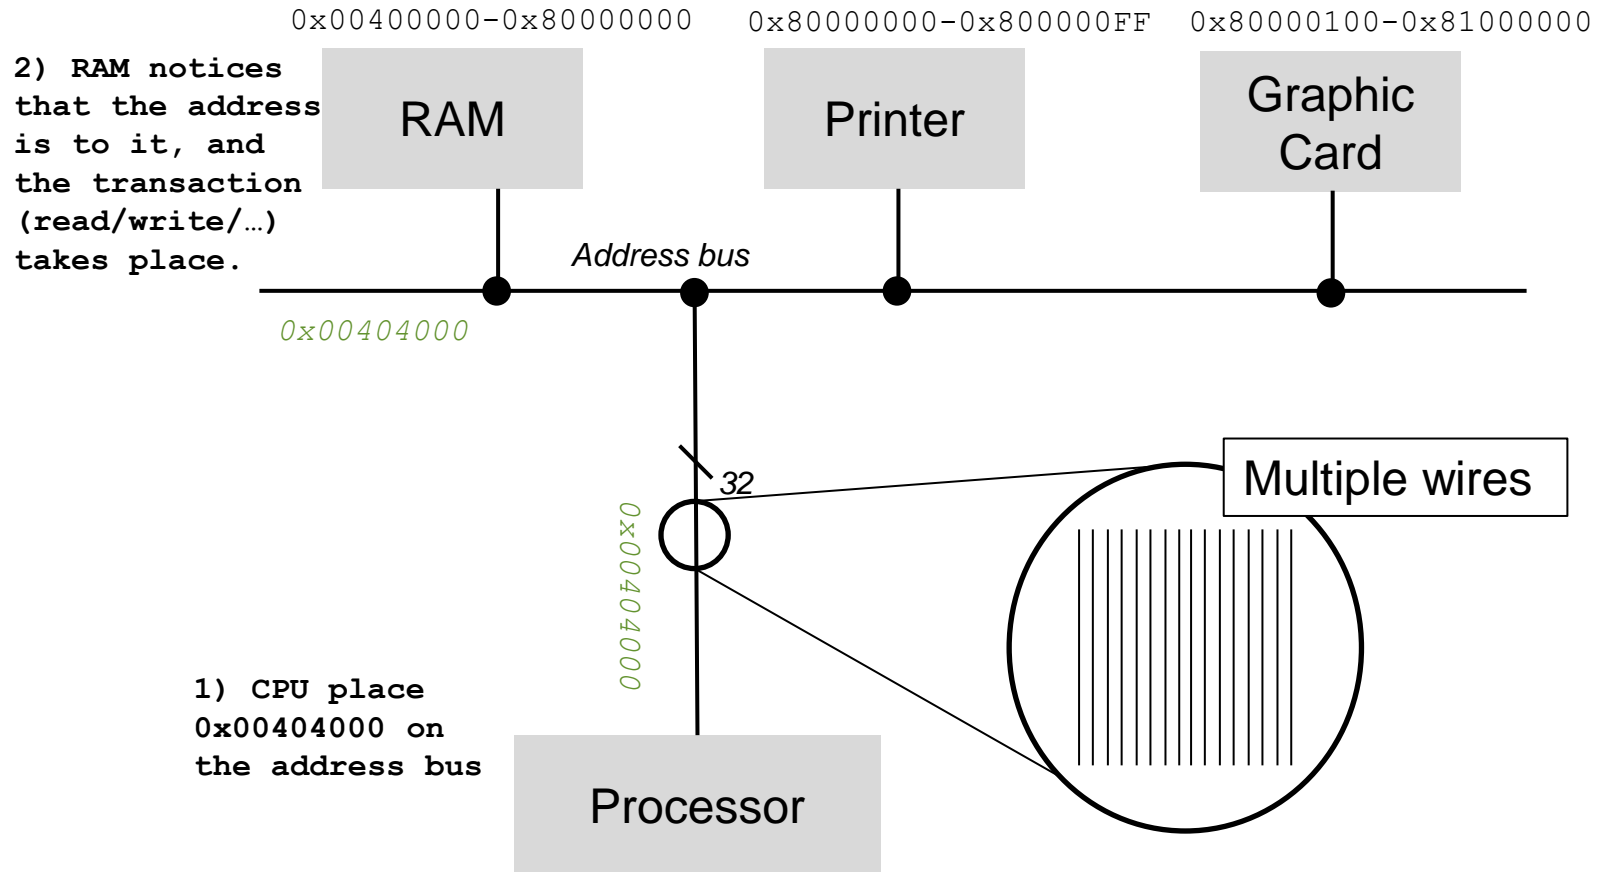 0x00400000-0x80000000
0x80000000-0x800000FF
0x80000100-0x81000000
2) RAM notices
that the address
is to it, and
the transaction
(read/write/…)
takes place.
RAM
Printer
Graphic
Card
Address bus
0x00404000
32
0x00404000
Multiple wires
1) CPU place
0x00404000 on
the address bus
Processor